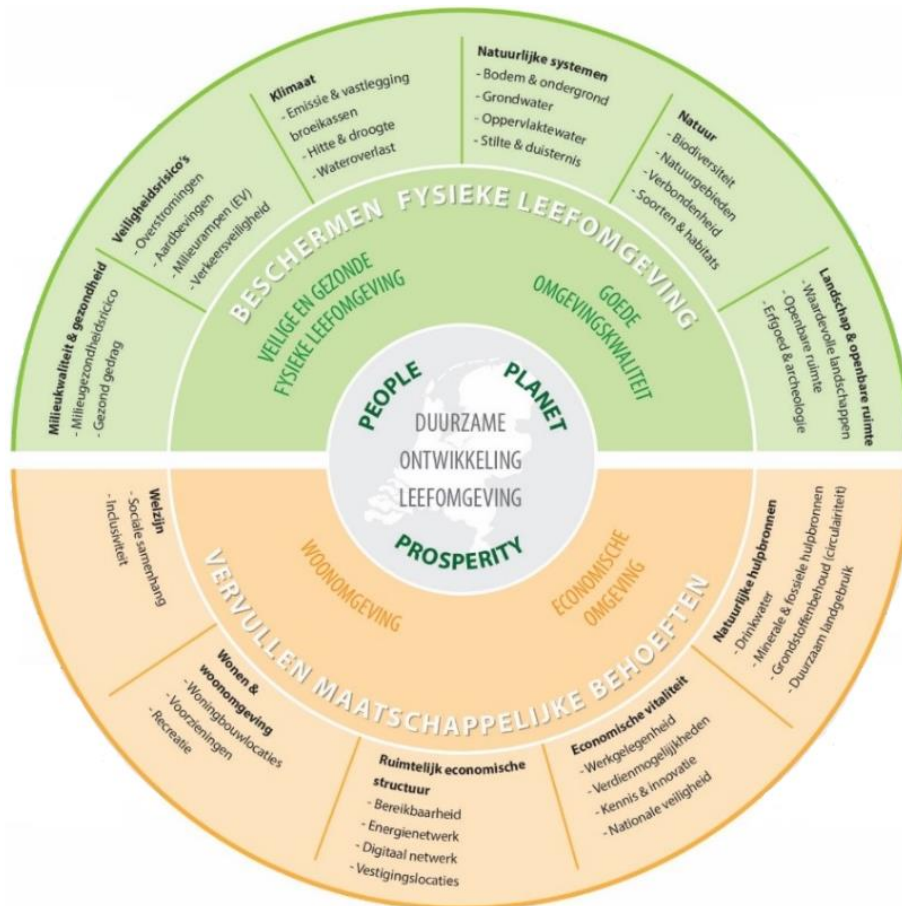 Milieukwaliteit & gezondheid
- Milieugezondheidsricico
- Gezond gedrag
Veiligheidsrisico's
- Overstromingen
- Aardbevingen
- Milieurampen (EV)
- Verkeersveiligheid
Klimaat
- Emissie & vastlegging
broeikassen
- Hitte & droogte
- Wateroverlast
Natuurlijke systemen
- Bodem & ondergrond
- Grondwater
- Oppervlaktewater
- Stilte & duisternis
Natuur
- Biodiversiteit
- Natuurgebieden
- Verbondenheid
- Soorten & habitats
Landschap & openbare ruimte
- Waardevolle landschappen
- Openbare ruimte
- Erfgoed & archeologie
BESCHERMEN FYSIEKE LEEFOMGEVING
VEILIGE EN GEZONDE
FYSIEKE LEEFOMGEVING
GOEDE
OMGEVINGSKWALITEIT
PEOPLE
PLANET
DUURZAME
ONTWIKKELING
LEEFOMGEVING
PROSPERITY
WOONOMGEVING
ECONOMISCHE
OMGEVING
VERVULLEN MAATSCHAPPELIJKE BEHOEFTEN
Welzijn
- Sociale samenhang
- Inclusiviteit
Wonen &
woonomgeving
- Woningbouwlocaties
- Voorzieningen
- Recreatie
Ruimtelijk economische
structuur
- Bereikbaarheid
- Energienetwerk
- Digitaal netwerk
- Vestigingslocaties
Economische vitaliteit
- Werkgelegenheid
- Verdienmogelijkheden
- Kennis & innovatie
- Nationale veiligheid
Natuurlijke hulpbronnen
- Drinkwater
- Minerale & fossiele hulpbronnen
- Grondstoffenbehoud (circulairiteit)
- Duurzaam landgebruik